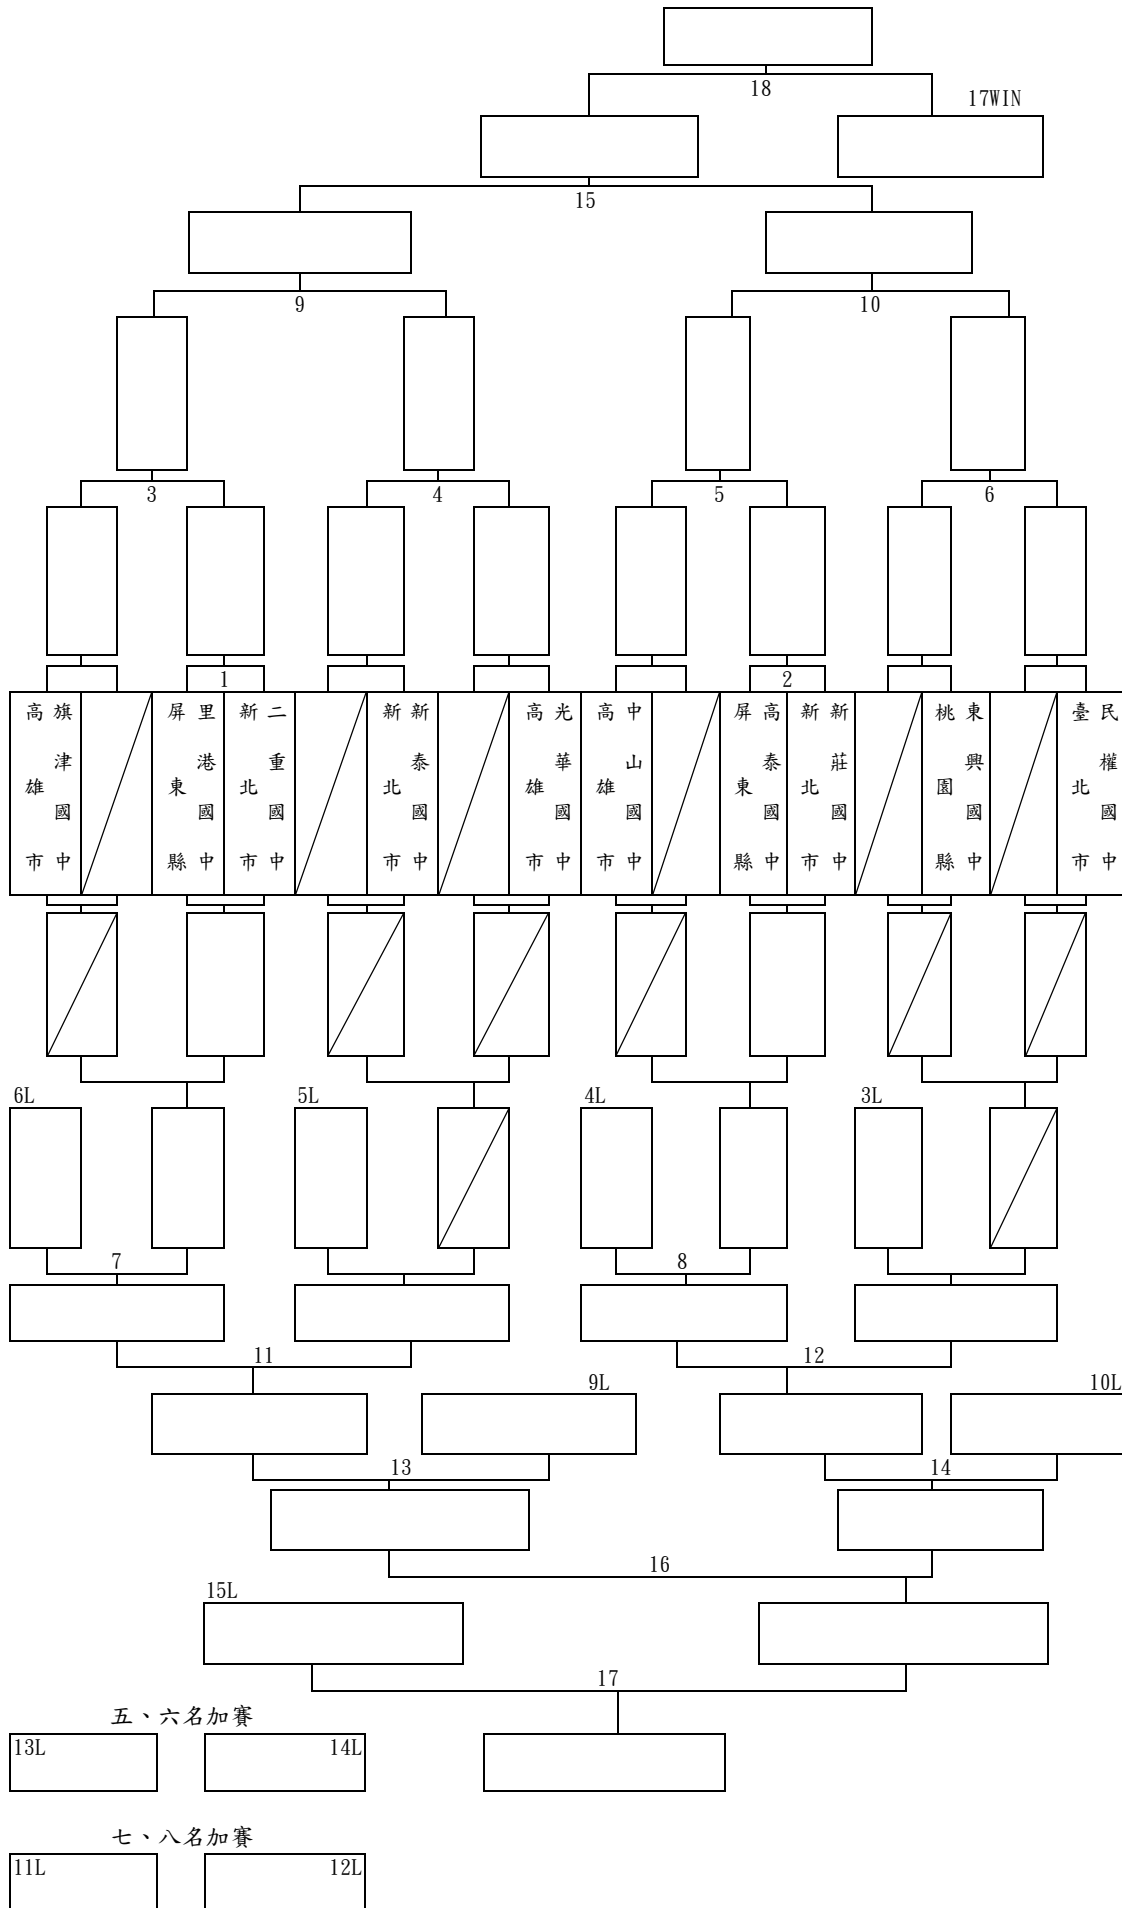 18
17WIN
15
9
10
3
4
5
6
1
2
高雄市
旗津國中
屏東縣
里港國中
新北市
二重國中
新北市
新泰國中
高雄市
光華國中
高雄市
中山國中
屏東縣
高泰國中
新北市
新莊國中
桃園縣
東興國中
臺北市
民權國中
6L
5L
4L
3L
7
8
11
12
9L
10L
13
14
16
15L
17
五、六名加賽
13L
14L
七、八名加賽
11L
12L